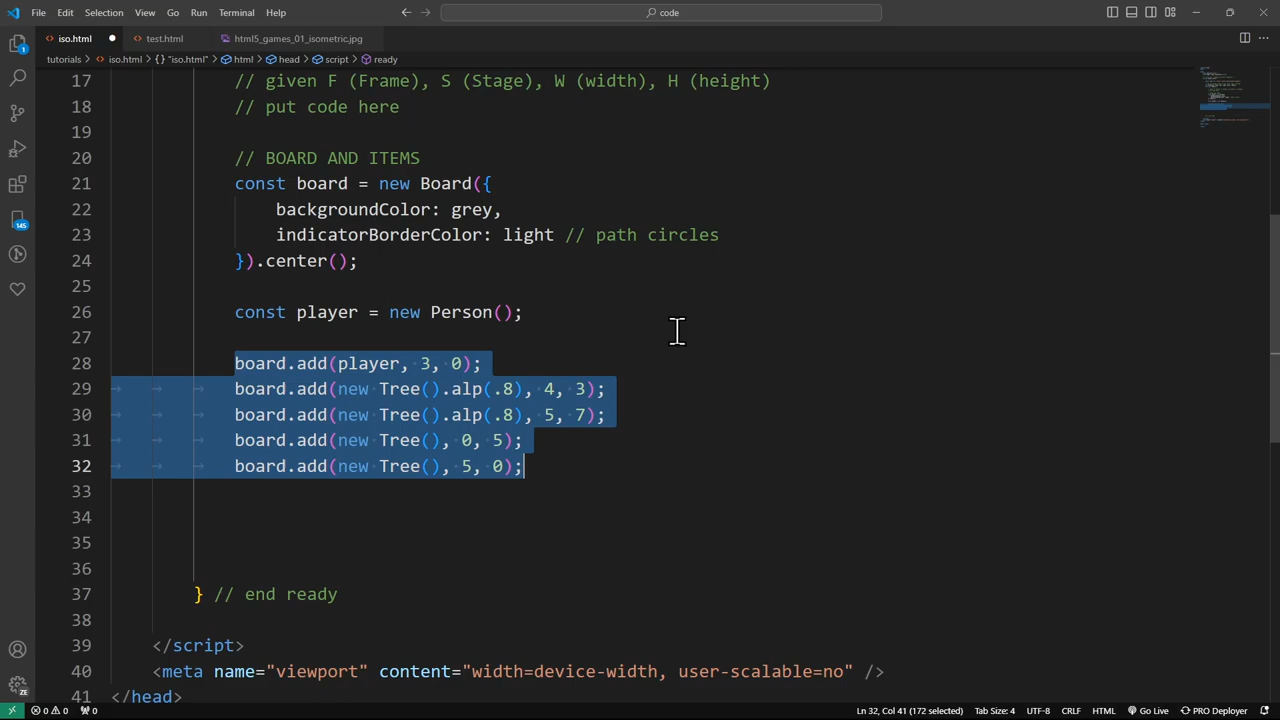 File Edit Selection View Go Run Terminal Help
code
iso.html
test.html
html5_games_01_isometric.jpg
tutorials > iso.html > {} "iso.html" > html > head > script > ready
17 // given F (Frame), S (Stage), W (width), H (height)
18 // put code here
19
20 // BOARD AND ITEMS
21 const board = new Board({
22 backgroundColor: grey,
23 indicatorBorderColor: light // path circles
24 }).center();
25
26 const player = new Person();
27
28 board.add(player, 3, 0);
29 board.add(new Tree().alp(.8), 4, 3);
30 board.add(new Tree().alp(.8), 5, 7);
31 board.add(new Tree(), 0, 5);
32 board.add(new Tree(), 5, 0);
33
34
35
36
37 } // end ready
38
39 </script>
40 <meta name="viewport" content="width=device-width, user-scalable=no" />
41 </head>
1
145
ZE
0 0 0 Ln 32, Col 41 (172 selected) Tab Size: 4 UTF-8 CRLF HTML Go Live PRO Deployer